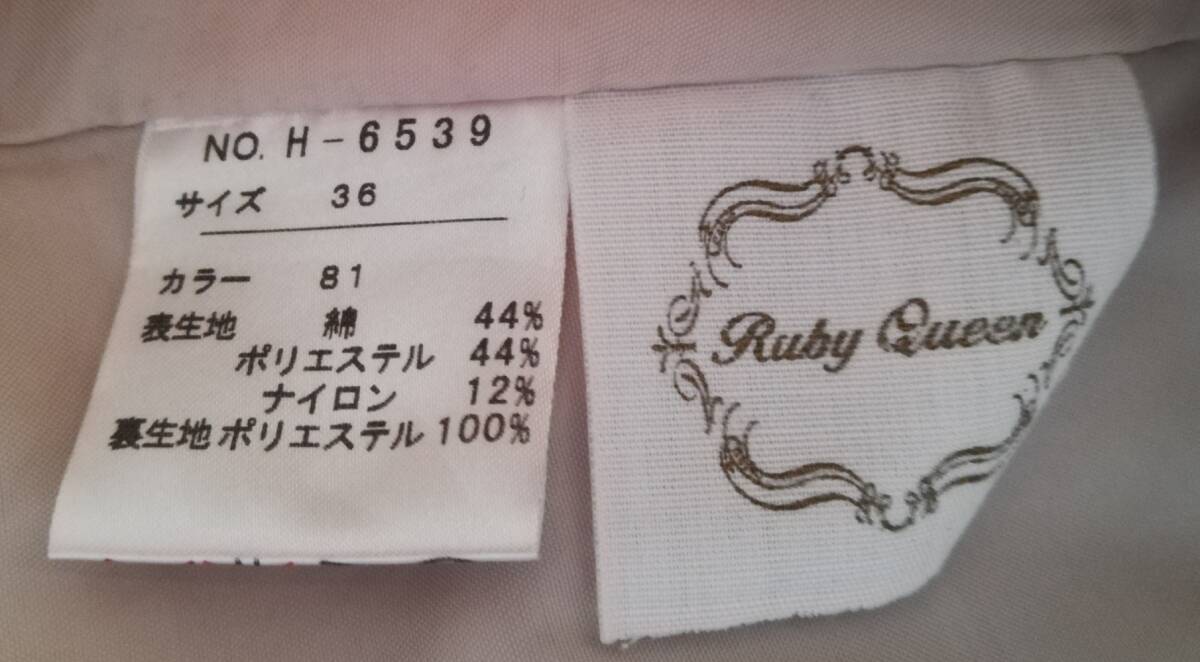 NO. H-6539
サイズ 36
カラー 81
表生地 綿 44%
ポリエステル 44%
ナイロン 12%
裏生地 ポリエステル 100%
Ruby Queen